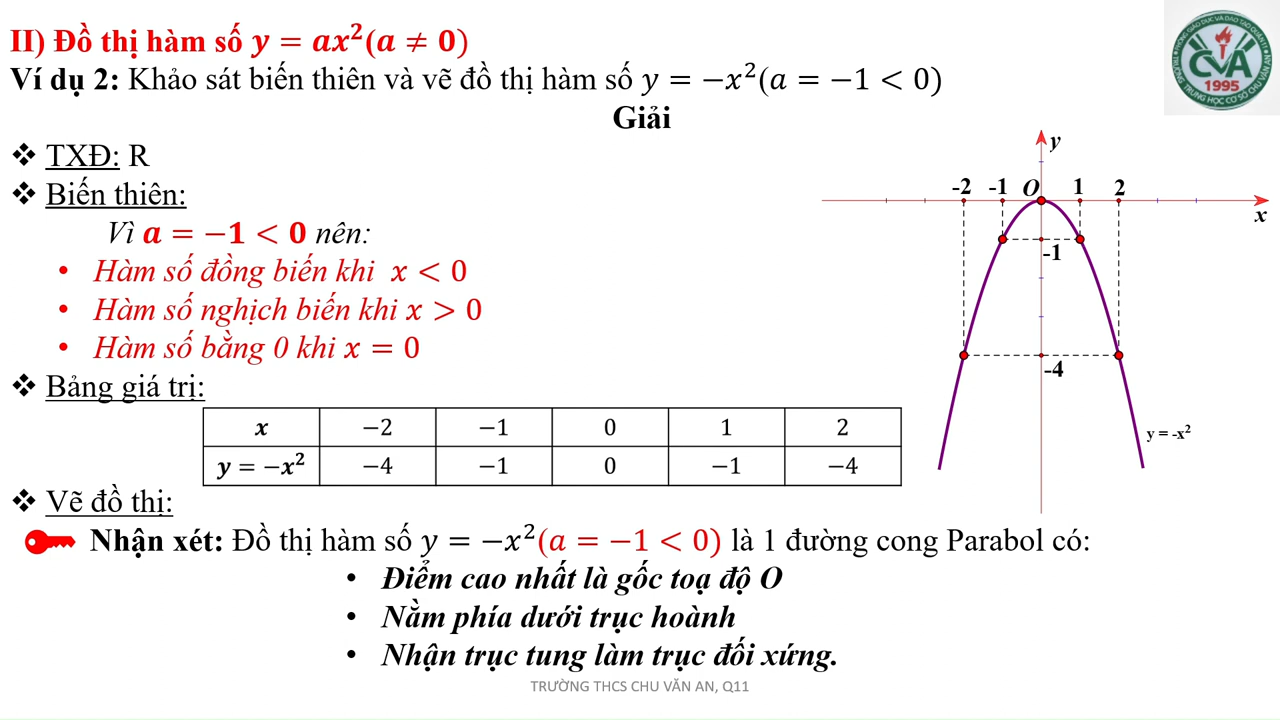 II) Đồ thị hàm số y = ax²(a ≠ 0)
Ví dụ 2: Khảo sát biến thiên và vẽ đồ thị hàm số y = −x²(a = −1 < 0)
Giải
❖ TXĐ: R
❖ Biến thiên:
Vì a = −1 < 0 nên:
• Hàm số đồng biến khi x < 0
• Hàm số nghịch biến khi x > 0
• Hàm số bằng 0 khi x = 0
❖ Bảng giá trị:
x −2 −1 0 1 2
y = −x² −4 −1 0 −1 −4
❖ Vẽ đồ thị:
Nhận xét: Đồ thị hàm số y = −x²(a = −1 < 0) là 1 đường cong Parabol có:
• Điểm cao nhất là gốc toạ độ O
• Nằm phía dưới trục hoành
• Nhận trục tung làm trục đối xứng.
TRƯỜNG THCS CHU VĂN AN, Q11
y
-2 -1 O 1 2
x
-1
-4
y = -x²
CVA
1995